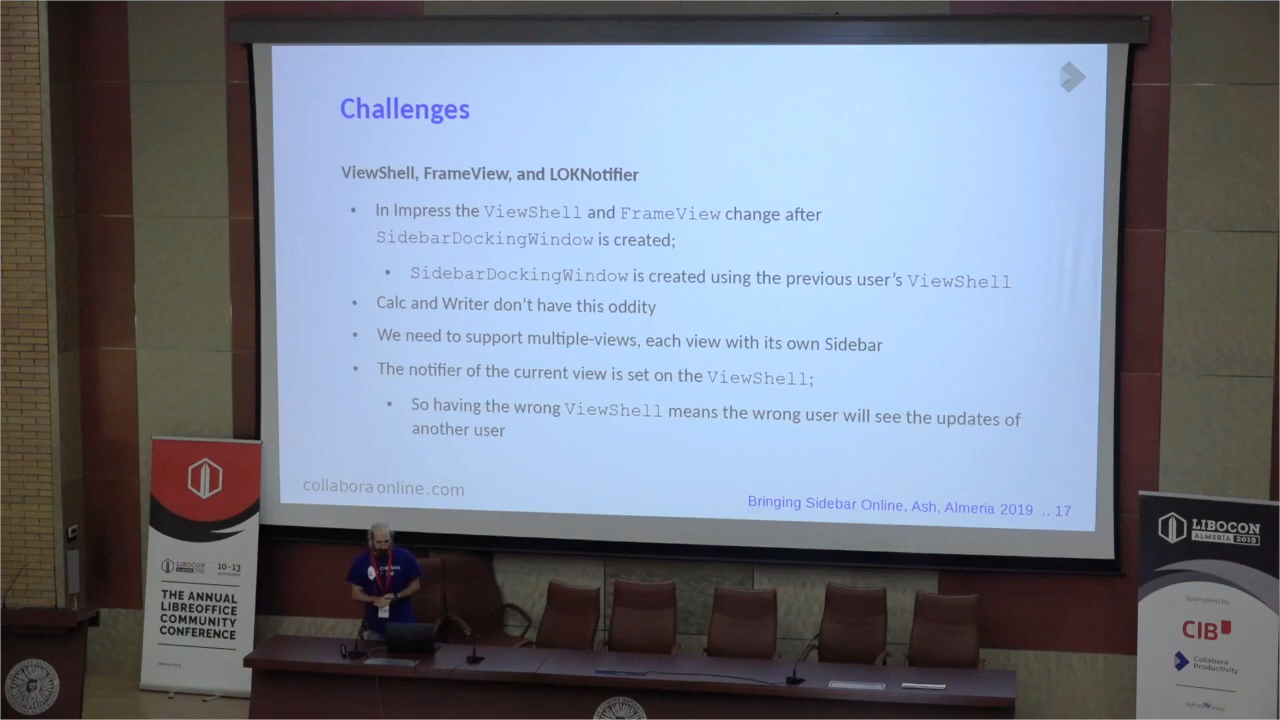 Challenges
ViewShell, FrameView, and LOKNotifier
• In Impress the ViewShell and FrameView change after
SidebarDockingWindow is created;
• SidebarDockingWindow is created using the previous user's ViewShell
• Calc and Writer don't have this oddity
• We need to support multiple-views, each view with its own Sidebar
• The notifier of the current view is set on the ViewShell;
• So having the wrong ViewShell means the wrong user will see the updates of
another user
collaboraonline.com
Bringing Sidebar Online, Ash, Almeria 2019 .. 17
LIBOCON
10-13
THE ANNUAL
LIBREOFFICE
COMMUNITY
CONFERENCE
LIBOCON
ALMERÍA 2019
Sponsored by
CIB
Collabora
Productivity